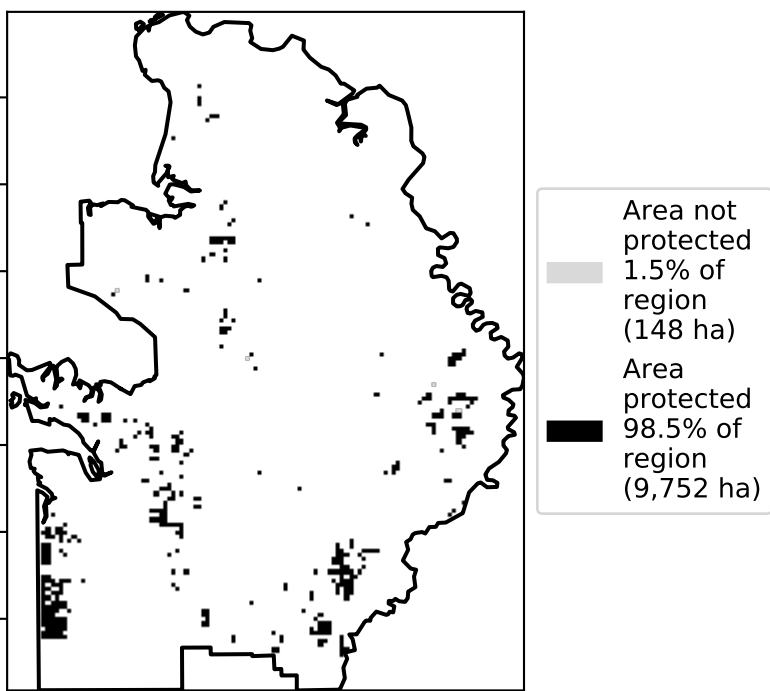 Area not
protected
1.5% of
region
(148 ha)
Area
protected
98.5% of
region
(9,752 ha)